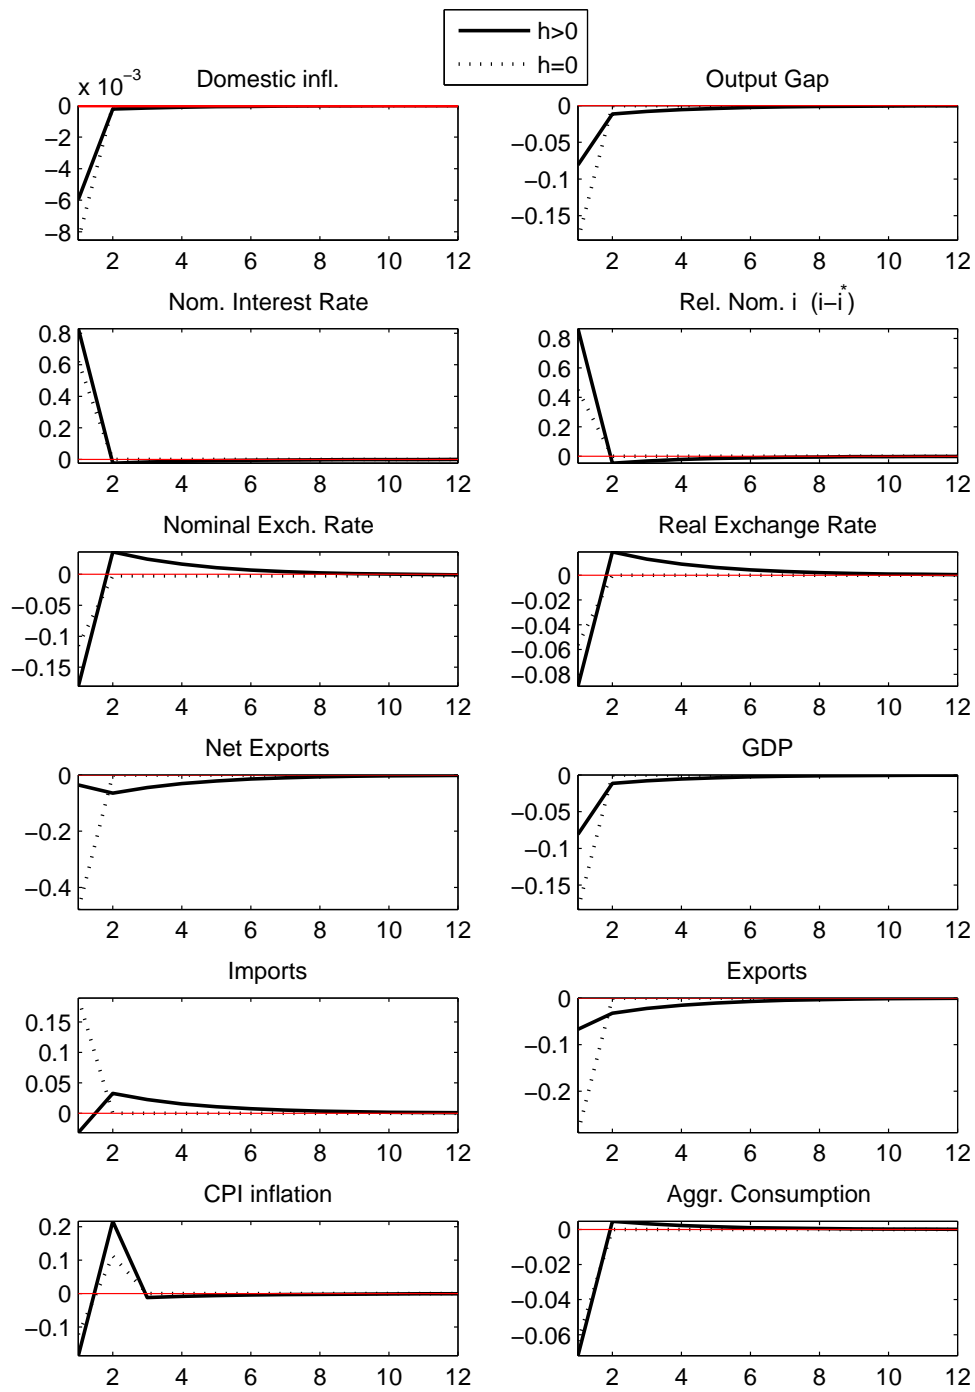 h>0
h=0
x 10⁻³
Domestic infl.
0
−2
−4
−6
−8
2 4 6 8 10 12
Output Gap
0
−0.05
−0.1
−0.15
2 4 6 8 10 12
Nom. Interest Rate
0.8
0.6
0.4
0.2
0
2 4 6 8 10 12
Rel. Nom. i (i−i*)
0.8
0.6
0.4
0.2
0
2 4 6 8 10 12
Nominal Exch. Rate
0
−0.05
−0.1
−0.15
2 4 6 8 10 12
Real Exchange Rate
0
−0.02
−0.04
−0.06
−0.08
2 4 6 8 10 12
Net Exports
0
−0.2
−0.4
2 4 6 8 10 12
GDP
0
−0.05
−0.1
−0.15
2 4 6 8 10 12
Imports
0.15
0.1
0.05
0
2 4 6 8 10 12
Exports
0
−0.1
−0.2
2 4 6 8 10 12
CPI inflation
0.2
0.1
0
−0.1
2 4 6 8 10 12
Aggr. Consumption
0
−0.02
−0.04
−0.06
2 4 6 8 10 12